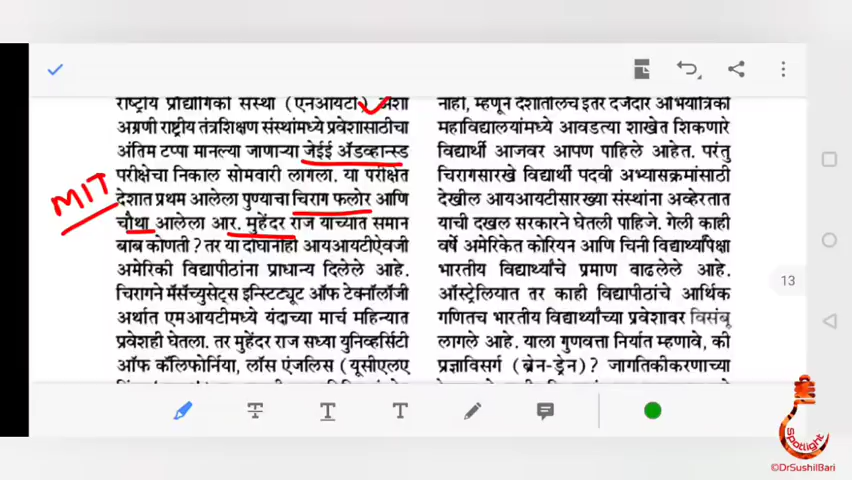 राष्ट्रीय प्रौद्योगिकी संस्था (एनआयटी) अशा
अग्रणी राष्ट्रीय तंत्रशिक्षण संस्थांमध्ये प्रवेशासाठीचा
अंतिम टप्पा मानल्या जाणाऱ्या जेईई ॲडव्हान्स्ड
परीक्षेचा निकाल सोमवारी लागला. या परीक्षेत
देशात प्रथम आलेला पुण्याचा चिराग फलोर आणि
चौथा आलेला आर. मुहेंदर राज याच्यात समान
बाब कोणती? तर या दोघांनीही आयआयटीऐवजी
अमेरिकी विद्यापीठांना प्राधान्य दिलेले आहे.
चिरागने मॅसॅच्युसेट्स इन्स्टिट्यूट ऑफ टेक्नॉलॉजी
अर्थात एमआयटीमध्ये यंदाच्या मार्च महिन्यात
प्रवेशही घेतला. तर मुहेंदर राज सध्या युनिव्हर्सिटी
ऑफ कॅलिफोर्निया, लॉस एंजलिस (यूसीएलए
MIT
नाही, म्हणून देशातीलच इतर दर्जेदार अभियांत्रिकी
महाविद्यालयांमध्ये आवडत्या शाखेत शिकणारे
विद्यार्थी आजवर आपण पाहिले आहेत. परंतु
चिरागसारखे विद्यार्थी पदवी अभ्यासक्रमांसाठी
देखील आयआयटीसारख्या संस्थांना अव्हेरतात
याची दखल सरकारने घेतली पाहिजे. गेली काही
वर्षे अमेरिकेत कोरियन आणि चिनी विद्यार्थ्यांपेक्षा
भारतीय विद्यार्थ्यांचे प्रमाण वाढलेले आहे.
ऑस्ट्रेलियात तर काही विद्यापीठांचे आर्थिक
गणितच भारतीय विद्यार्थ्यांच्या प्रवेशावर विसंबू
लागले आहे. याला गुणवत्ता निर्यात म्हणावे, की
प्रज्ञाविसर्ग (ब्रेन-ड्रेन)? जागतिकीकरणाच्या
13
Spotlight
©DrSushilBari